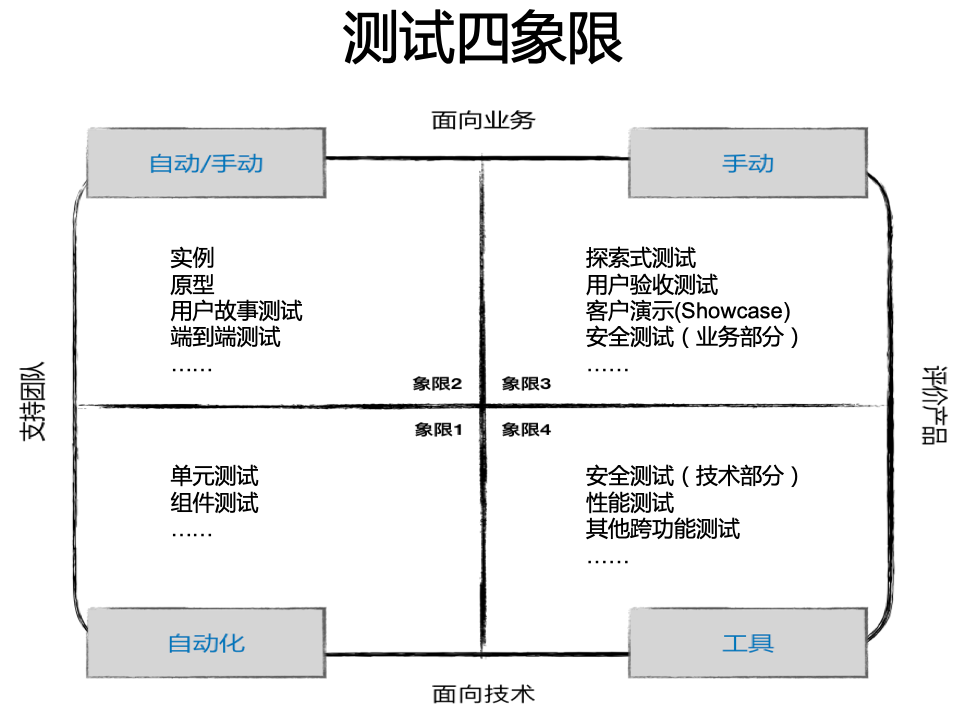 测试四象限
面向业务
自动/手动
手动
实例
原型
用户故事测试
端到端测试
……
象限2
探索式测试
用户验收测试
客户演示(Showcase)
安全测试（业务部分）
……
象限3
支持团队
评价产品
象限1
单元测试
组件测试
……
象限4
安全测试（技术部分）
性能测试
其他跨功能测试
……
自动化
工具
面向技术